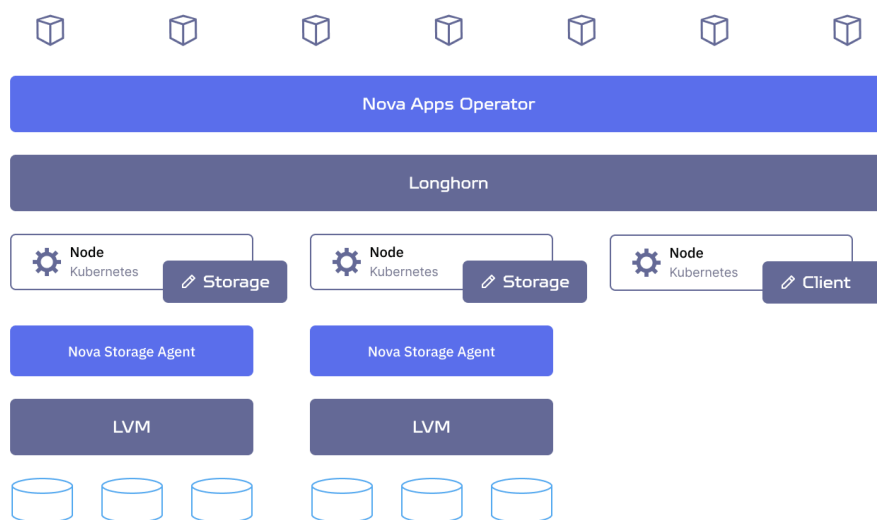 Nova Apps Operator
Longhorn
Node
Kubernetes
Storage
Node
Kubernetes
Storage
Node
Kubernetes
Client
Nova Storage Agent
Nova Storage Agent
LVM
LVM